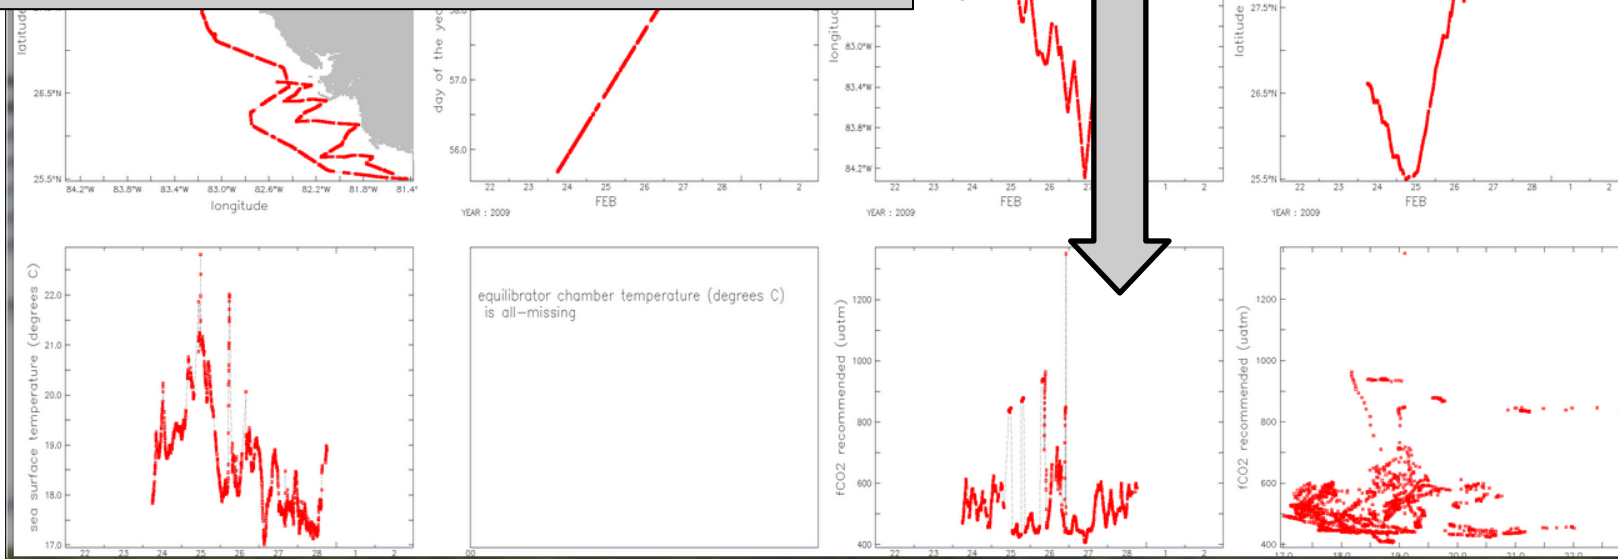 latitude
26.5°N
25.5°N
84.2°W 83.8°W 83.4°W 83.0°W 82.6°W 82.2°W 81.8°W 81.4°
longitude
day of the yea
57.0
56.0
22 23 24 25 26 27 28 1 2
FEB
YEAR : 2009
longitud
83.0°W
83.4°W
83.8°W
84.2°W
22 23 24 25 26 28 1 2
FEB
YEAR : 2009
latitude
27.5°N
26.5°N
25.5°N
22 23 24 25 26 27 28 1 2
FEB
YEAR : 2009
sea surface temperature (degrees C)
22.0
21.0
20.0
19.0
18.0
17.0
22 23 24 25 26 27 28 1 2
equilibrator chamber temperature (degrees C)
is all-missing
00
fCO2 recommended (uatm)
1200
1000
800
600
400
22 23 24 25 26 27 28 1 2
fCO2 recommended (uatm)
1200
1000
800
600
400
17.0 18.0 19.0 20.0 21.0 22.0 23.0